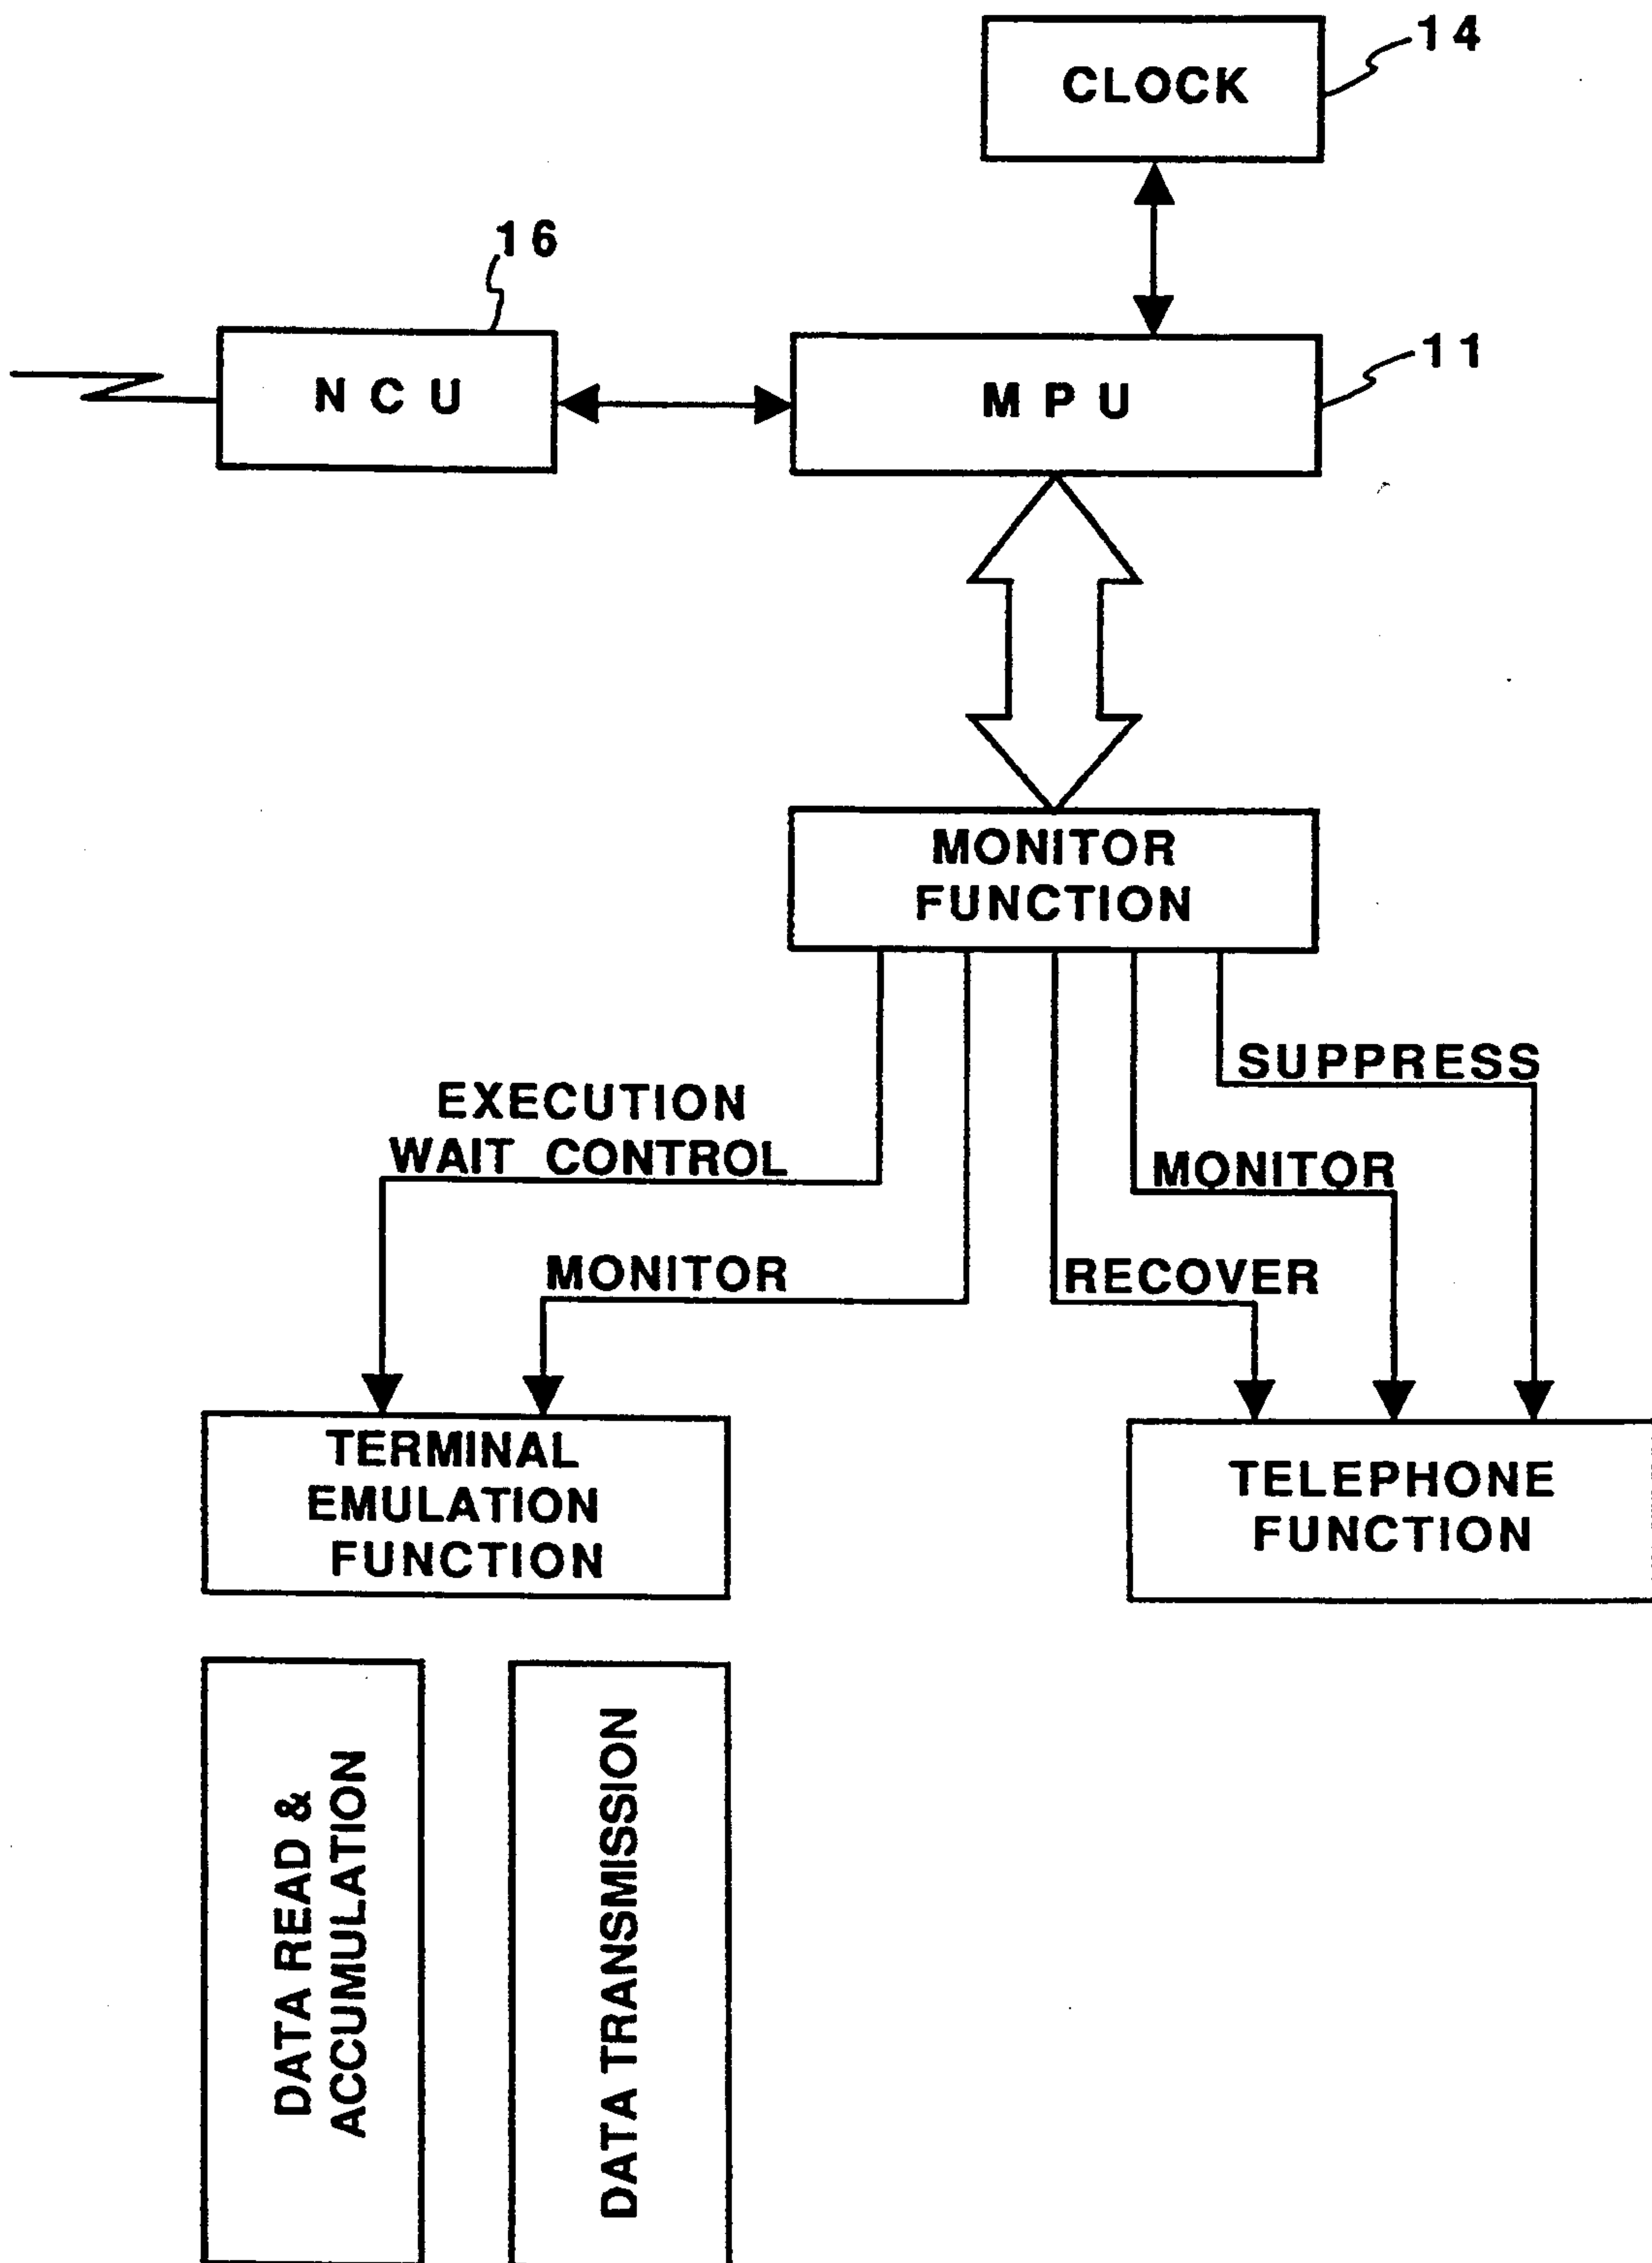 14
CLOCK
16
11
N C U
M P U
MONITOR
FUNCTION
SUPPRESS
EXECUTION
WAIT CONTROL
MONITOR
MONITOR
RECOVER
TERMINAL
EMULATION
FUNCTION
TELEPHONE
FUNCTION
DATA READ &
ACCUMULATION
DATA TRANSMISSION